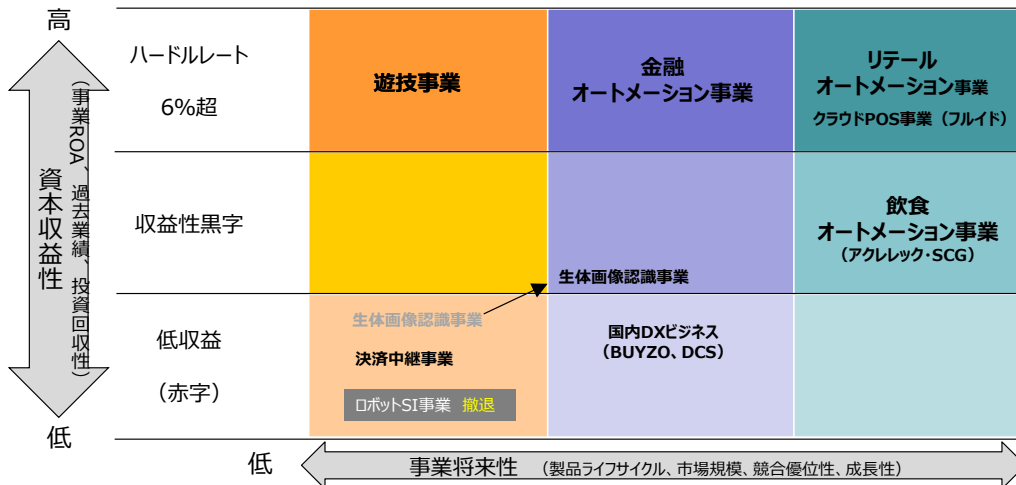 高
資本収益性
（事業ROA、過去業績、投資回収性）
低
ハードルレート
6%超
遊技事業
金融
オートメーション事業
リテール
オートメーション事業
クラウドPOS事業（フルイド）
収益性黒字
生体画像認識事業
飲食
オートメーション事業
（アクレレック・SCG）
低収益
（赤字）
生体画像認識事業
決済中継事業
ロボットSI事業 撤退
国内DXビジネス
（BUYZO、DCS）
低
事業将来性 （製品ライフサイクル、市場規模、競合優位性、成長性）